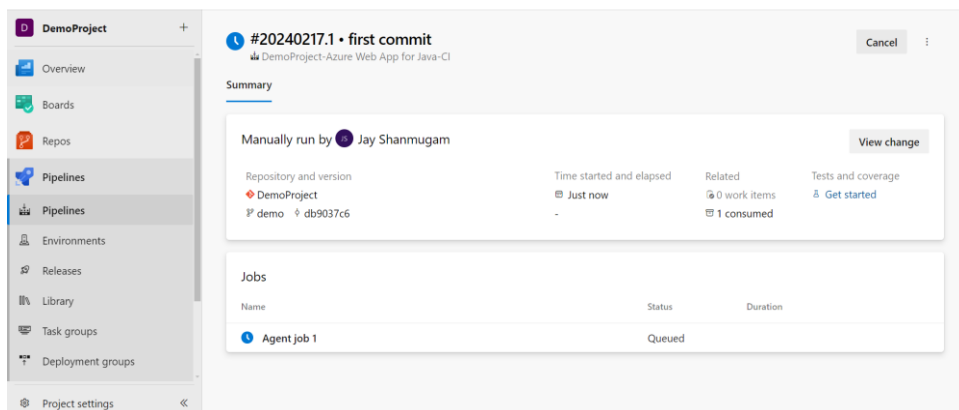 D DemoProject +
Overview
Boards
Repos
Pipelines
Pipelines
Environments
Releases
Library
Task groups
Deployment groups
Project settings
#20240217.1 • first commit
DemoProject-Azure Web App for Java-CI
Cancel
Summary
Manually run by JS Jay Shanmugam
View change
Repository and version
DemoProject
demo db9037c6
Time started and elapsed
Just now
-
Related
0 work items
1 consumed
Tests and coverage
Get started
Jobs
Name Status Duration
Agent job 1 Queued